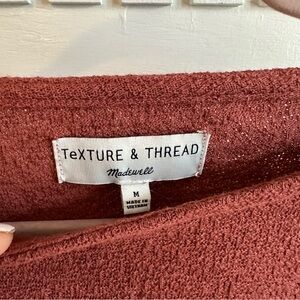 TeXTURE & THREAD
Madewell
M
MADE IN
VIETNAM